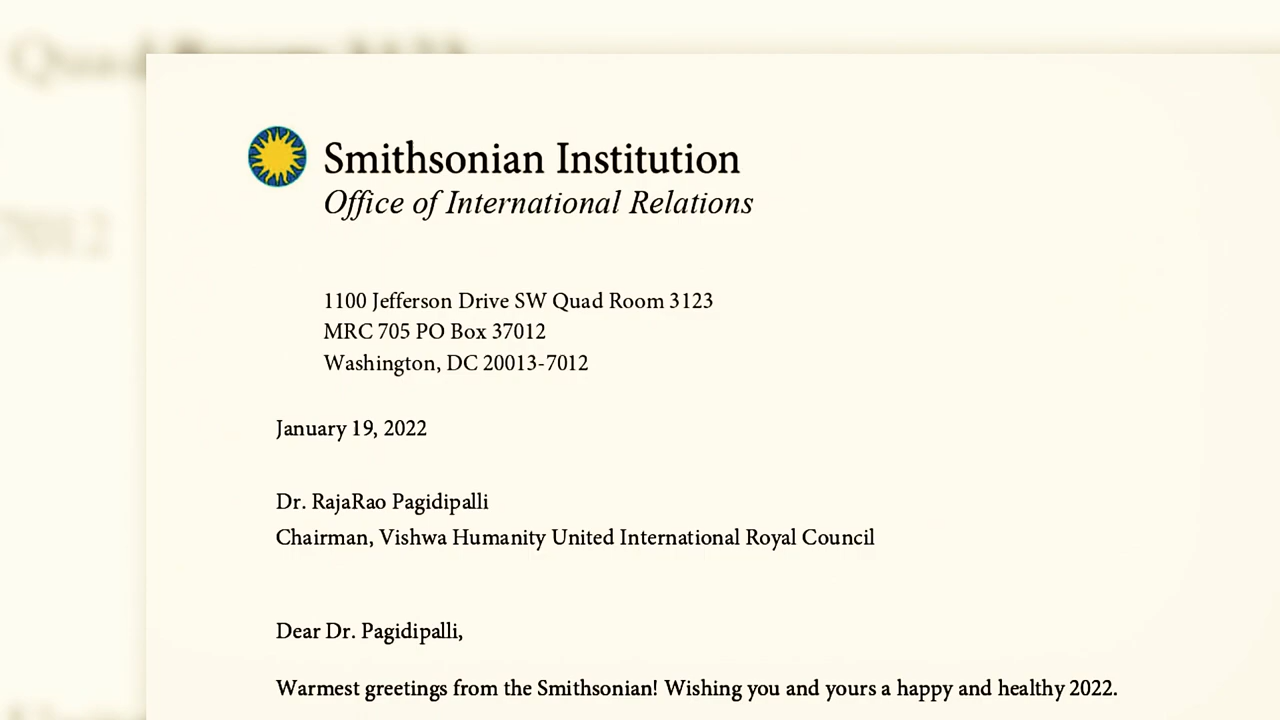 Smithsonian Institution
Office of International Relations
1100 Jefferson Drive SW Quad Room 3123
MRC 705 PO Box 37012
Washington, DC 20013-7012
January 19, 2022
Dr. RajaRao Pagidipalli
Chairman, Vishwa Humanity United International Royal Council
Dear Dr. Pagidipalli,
Warmest greetings from the Smithsonian! Wishing you and yours a happy and healthy 2022.